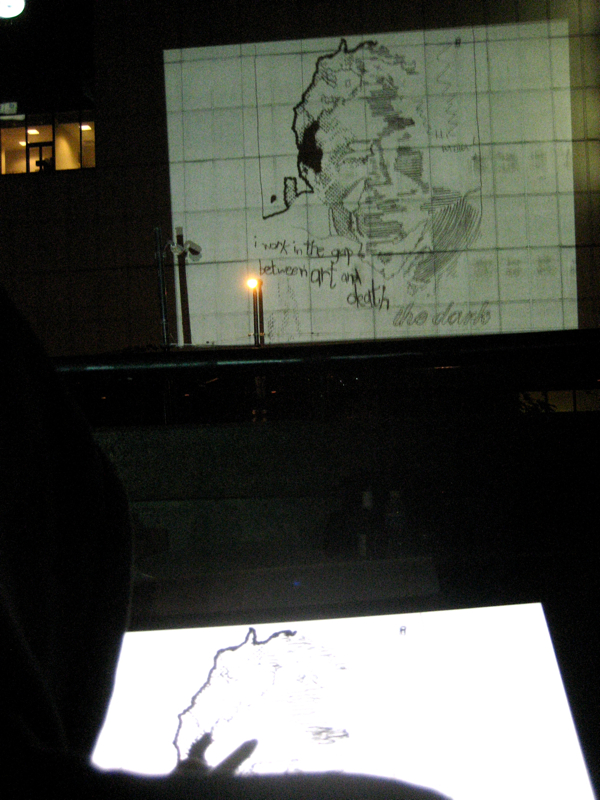 i work in the gap
between art and
death
the dark